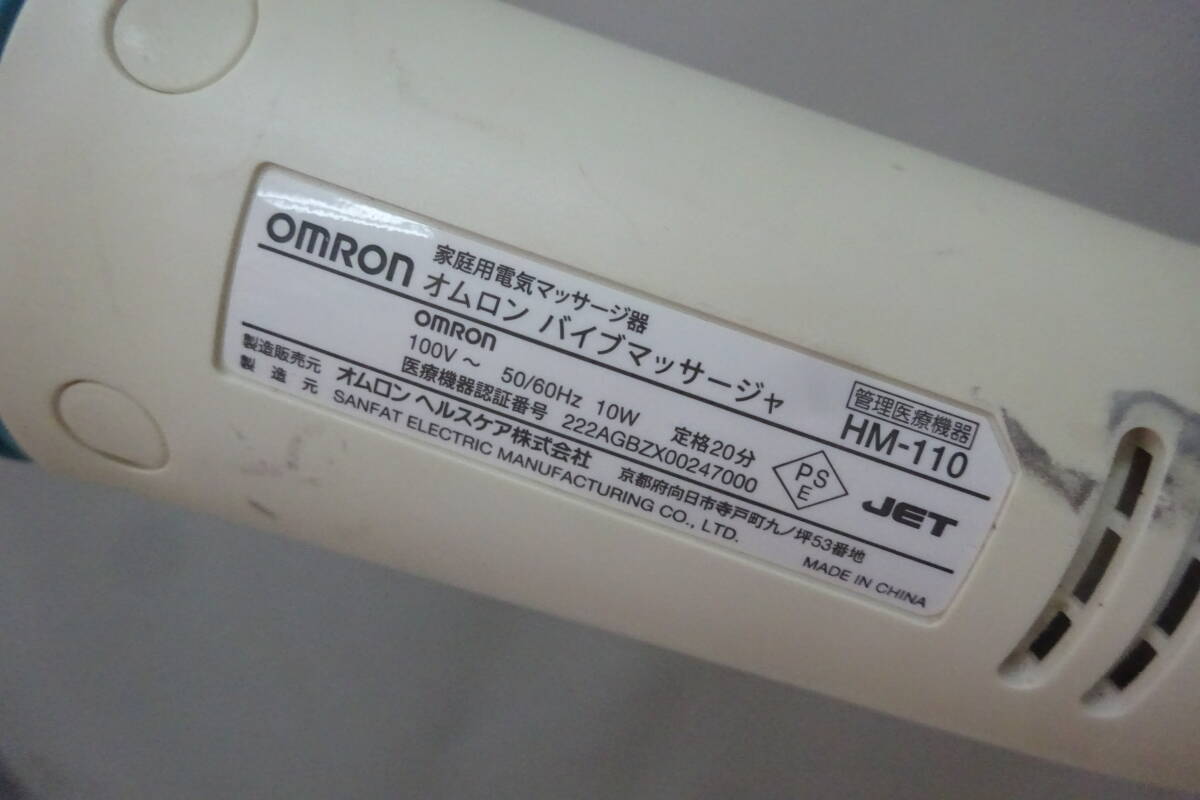 OMRON
家庭用電気マッサージ器
オムロン バイブマッサージャ
管理医療機器
HM-110
OMRON
100V～ 50/60Hz 10W 定格20分
医療機器認証番号 222AGBZX00247000
PSE
JET
製造販売元 オムロン ヘルスケア株式会社 京都府向日市寺戸町九ノ坪53番地
製造元 SANFAT ELECTRIC MANUFACTURING CO., LTD. MADE IN CHINA